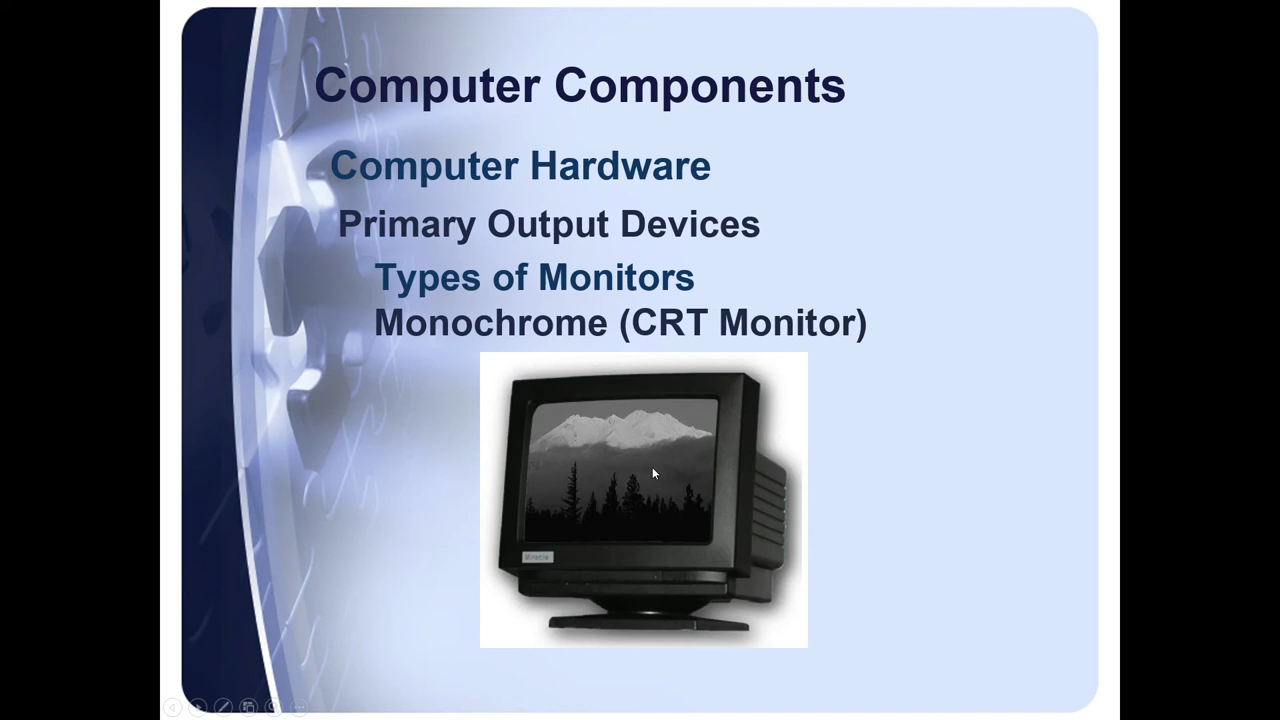 Computer Components
Computer Hardware
Primary Output Devices
Types of Monitors
Monochrome (CRT Monitor)